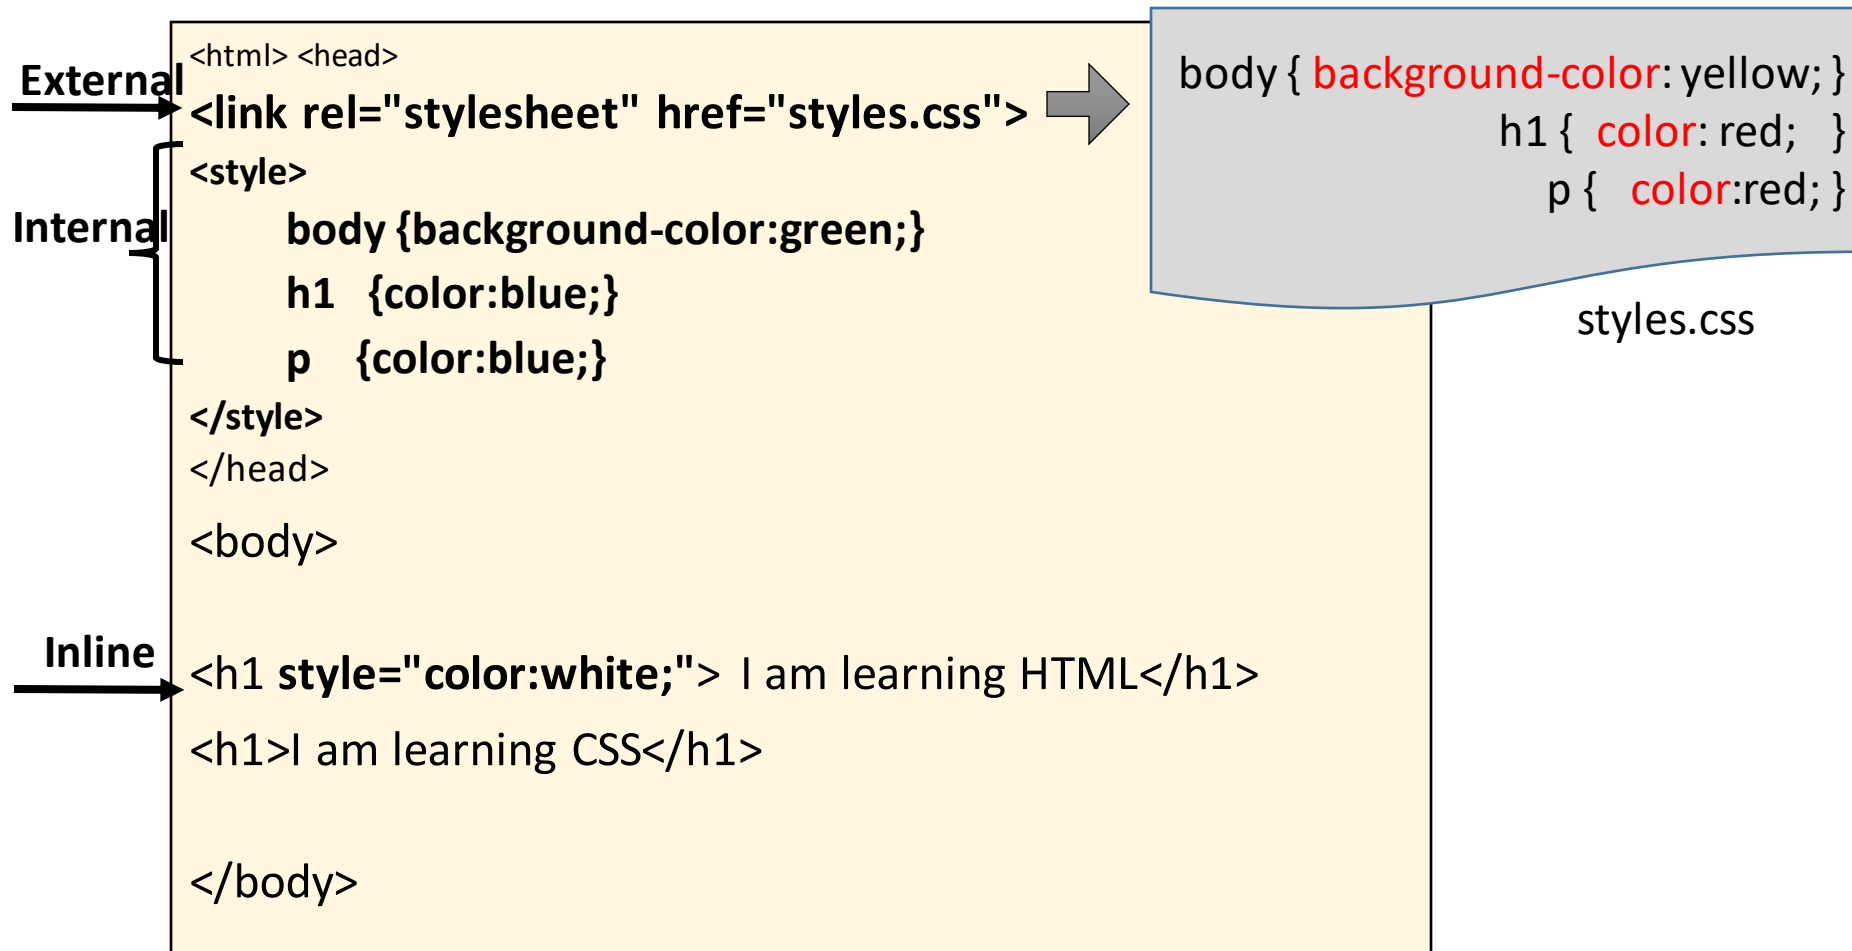 External
<html> <head>
<link rel="stylesheet" href="styles.css">
Internal
<style>
body {background-color:green;}
h1 {color:blue;}
p {color:blue;}
</style>
</head>
<body>
Inline
<h1 style="color:white;"> I am learning HTML</h1>
<h1>I am learning CSS</h1>
</body>
body { background-color: yellow; }
h1 { color: red; }
p { color:red; }
styles.css